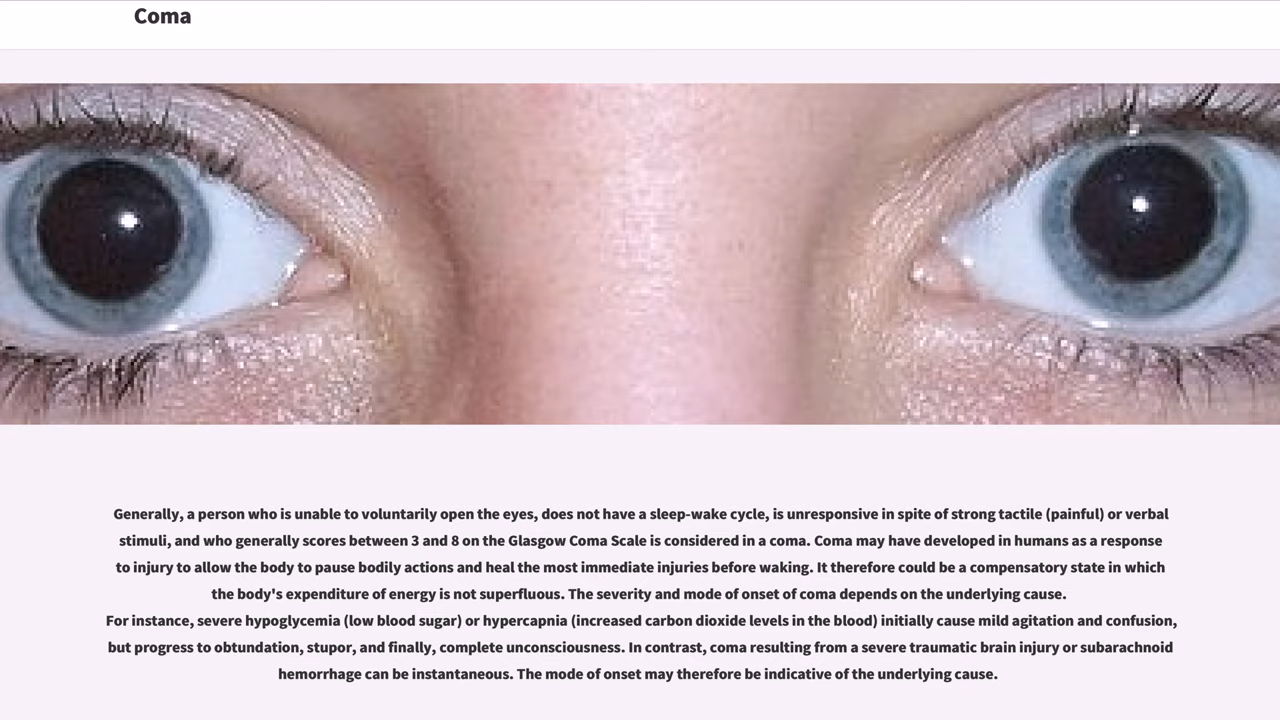 Coma
Generally, a person who is unable to voluntarily open the eyes, does not have a sleep-wake cycle, is unresponsive in spite of strong tactile (painful) or verbal
stimuli, and who generally scores between 3 and 8 on the Glasgow Coma Scale is considered in a coma. Coma may have developed in humans as a response
to injury to allow the body to pause bodily actions and heal the most immediate injuries before waking. It therefore could be a compensatory state in which
the body's expenditure of energy is not superfluous. The severity and mode of onset of coma depends on the underlying cause.
For instance, severe hypoglycemia (low blood sugar) or hypercapnia (increased carbon dioxide levels in the blood) initially cause mild agitation and confusion,
but progress to obtundation, stupor, and finally, complete unconsciousness. In contrast, coma resulting from a severe traumatic brain injury or subarachnoid
hemorrhage can be instantaneous. The mode of onset may therefore be indicative of the underlying cause.